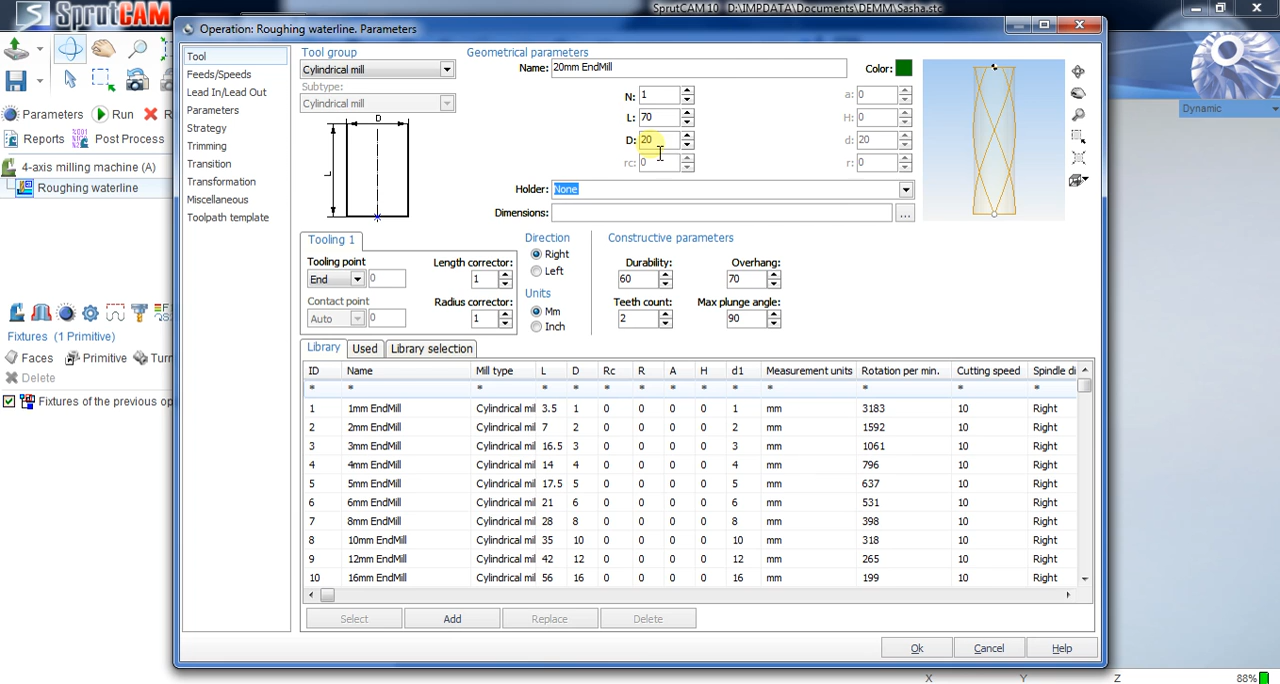 SprutCAM
SprutCAM 10 D:\IMPDATA\Documents\DEMM\Sasha.stc
Operation: Roughing waterline. Parameters
Parameters Run
Reports Post Process
4-axis milling machine (A)
Roughing waterline
Fixtures (1 Primitive)
Faces Primitive Turn
Delete
Fixtures of the previous op
Tool
Feeds/Speeds
Lead In/Lead Out
Parameters
Strategy
Trimming
Transition
Transformation
Miscellaneous
Toolpath template
Tool group
Cylindrical mill
Subtype:
Cylindrical mill
D
L
Geometrical parameters
Name: 20mm EndMill
Color:
N: 1 a: 0
L: 70 H: 0
D: 20 d: 20
rc: 0 r: 0
Holder: None
Dimensions: ...
Dynamic
Tooling 1
Tooling point Length corrector:
End 0 1
Contact point Radius corrector:
Auto 0 1
Direction
Right
Left
Units
Mm
Inch
Constructive parameters
Durability: Overhang:
60 70
Teeth count: Max plunge angle:
2 90
Library Used Library selection
ID Name Mill type L D Rc R A H d1 Measurement units Rotation per min. Cutting speed Spindle di
* * * * * * * * * * * * * *
1 1mm EndMill Cylindrical mil 3.5 1 0 0 0 0 1 mm 3183 10 Right
2 2mm EndMill Cylindrical mil 7 2 0 0 0 0 2 mm 1592 10 Right
3 3mm EndMill Cylindrical mil 16.5 3 0 0 0 0 3 mm 1061 10 Right
4 4mm EndMill Cylindrical mil 14 4 0 0 0 0 4 mm 796 10 Right
5 5mm EndMill Cylindrical mil 17.5 5 0 0 0 0 5 mm 637 10 Right
6 6mm EndMill Cylindrical mil 21 6 0 0 0 0 6 mm 531 10 Right
7 8mm EndMill Cylindrical mil 28 8 0 0 0 0 8 mm 398 10 Right
8 10mm EndMill Cylindrical mil 35 10 0 0 0 0 10 mm 318 10 Right
9 12mm EndMill Cylindrical mil 42 12 0 0 0 0 12 mm 265 10 Right
10 16mm EndMill Cylindrical mil 56 16 0 0 0 0 16 mm 199 10 Right
Select Add Replace Delete
Ok Cancel Help
X Y Z 88%